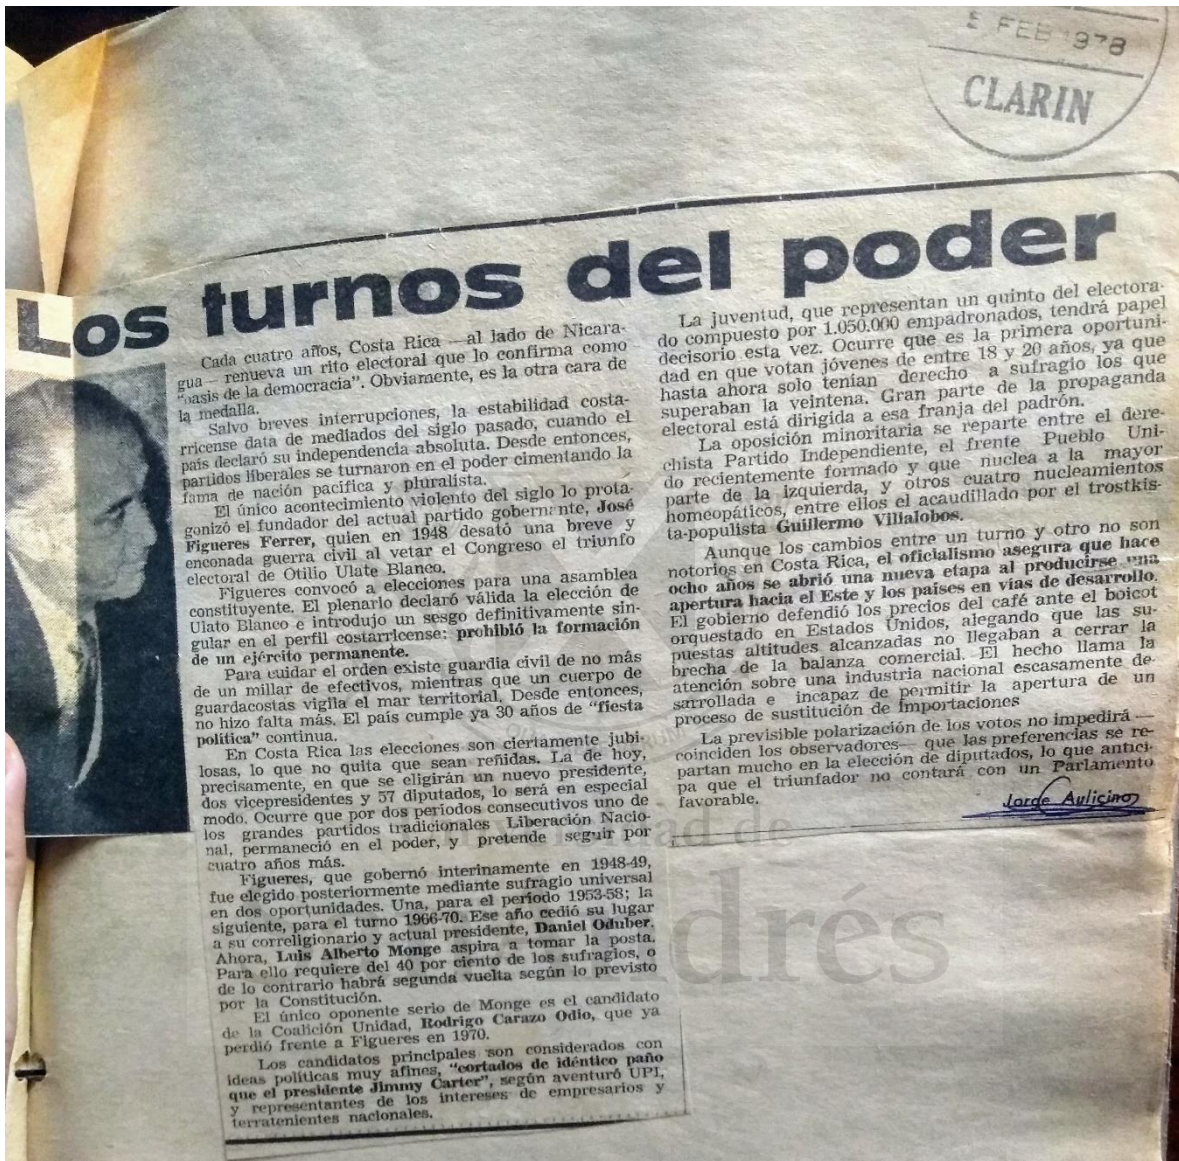 5 FEB 1978
CLARIN
Los turnos del poder
Cada cuatro años, Costa Rica —al lado de Nicara-
gua— renueva un rito electoral que lo confirma como
"oasis de la democracia". Obviamente, es la otra cara de
la medalla.
Salvo breves interrupciones, la estabilidad costa-
rricense data de mediados del siglo pasado, cuando el
país declaró su independencia absoluta. Desde entonces,
partidos liberales se turnaron en el poder cimentando la
fama de nación pacífica y pluralista.
El único acontecimiento violento del siglo lo prota-
gonizó el fundador del actual partido gobernante, José
Figueres Ferrer, quien en 1948 desató una breve y
enconada guerra civil al vetar el Congreso el triunfo
electoral de Otilio Ulate Blanco.
Figueres convocó a elecciones para una asamblea
constituyente. El plenario declaró válida la elección de
Ulato Blanco e introdujo un sesgo definitivamente sin-
gular en el perfil costarricense: prohibió la formación
de un ejército permanente.
Para cuidar el orden existe guardia civil de no más
de un millar de efectivos, mientras que un cuerpo de
guardacostas vigila el mar territorial. Desde entonces,
no hizo falta más. El país cumple ya 30 años de "fiesta
política" continua.
En Costa Rica las elecciones son ciertamente jubi-
losas, lo que no quita que sean reñidas. La de hoy,
precisamente, en que se eligirán un nuevo presidente,
dos vicepresidentes y 57 diputados, lo será en especial
modo. Ocurre que por dos periodos consecutivos uno de
los grandes partidos tradicionales Liberación Nacio-
nal, permaneció en el poder, y pretende seguir por
cuatro años más.
Figueres, que gobernó interinamente en 1948-49,
fue elegido posteriormente mediante sufragio universal
en dos oportunidades. Una, para el período 1953-58; la
siguiente, para el turno 1966-70. Ese año cedió su lugar
a su correligionario y actual presidente, Daniel Oduber.
Ahora, Luis Alberto Monge aspira a tomar la posta.
Para ello requiere del 40 por ciento de los sufragios, o
de lo contrario habrá segunda vuelta según lo previsto
por la Constitución.
El único oponente serio de Monge es el candidato
de la Coalición Unidad, Rodrigo Carazo Odio, que ya
perdió frente a Figueres en 1970.
Los candidatos principales son considerados con
ideas políticas muy afines, "cortados de idéntico paño
que el presidente Jimmy Carter", según aventuró UPI,
y representantes de los intereses de empresarios y
terratenientes nacionales.
La juventud, que representan un quinto del electora-
do compuesto por 1.050.000 empadronados, tendrá papel
decisorio esta vez. Ocurre que es la primera oportuni-
dad en que votan jóvenes de entre 18 y 20 años, ya que
hasta ahora solo tenían derecho a sufragio los que
superaban la veintena. Gran parte de la propaganda
electoral está dirigida a esa franja del padrón.
La oposición minoritaria se reparte entre el dere-
chista Partido Independiente, el frente Pueblo Uni-
do recientemente formado y que nuclea a la mayor
parte de la izquierda, y otros cuatro nucleamientos
homeopáticos, entre ellos el acaudillado por el trostkis-
ta-populista Guillermo Villalobos.
Aunque los cambios entre un turno y otro no son
notorios en Costa Rica, el oficialismo asegura que hace
ocho años se abrió una nueva etapa al producirse una
apertura hacia el Este y los países en vías de desarrollo.
El gobierno defendió los precios del café ante el boicot
orquestado en Estados Unidos, alegando que las su-
puestas altitudes alcanzadas no llegaban a cerrar la
brecha de la balanza comercial. El hecho llama la
atención sobre una industria nacional escasamente de-
sarrollada e incapaz de permitir la apertura de un
proceso de sustitución de importaciones
La previsible polarización de los votos no impedirá —
coinciden los observadores— que las preferencias se re-
partan mucho en la elección de diputados, lo que antici-
pa que el triunfador no contará con un Parlamento
favorable.
Jorge Aulicino
dad de
drés